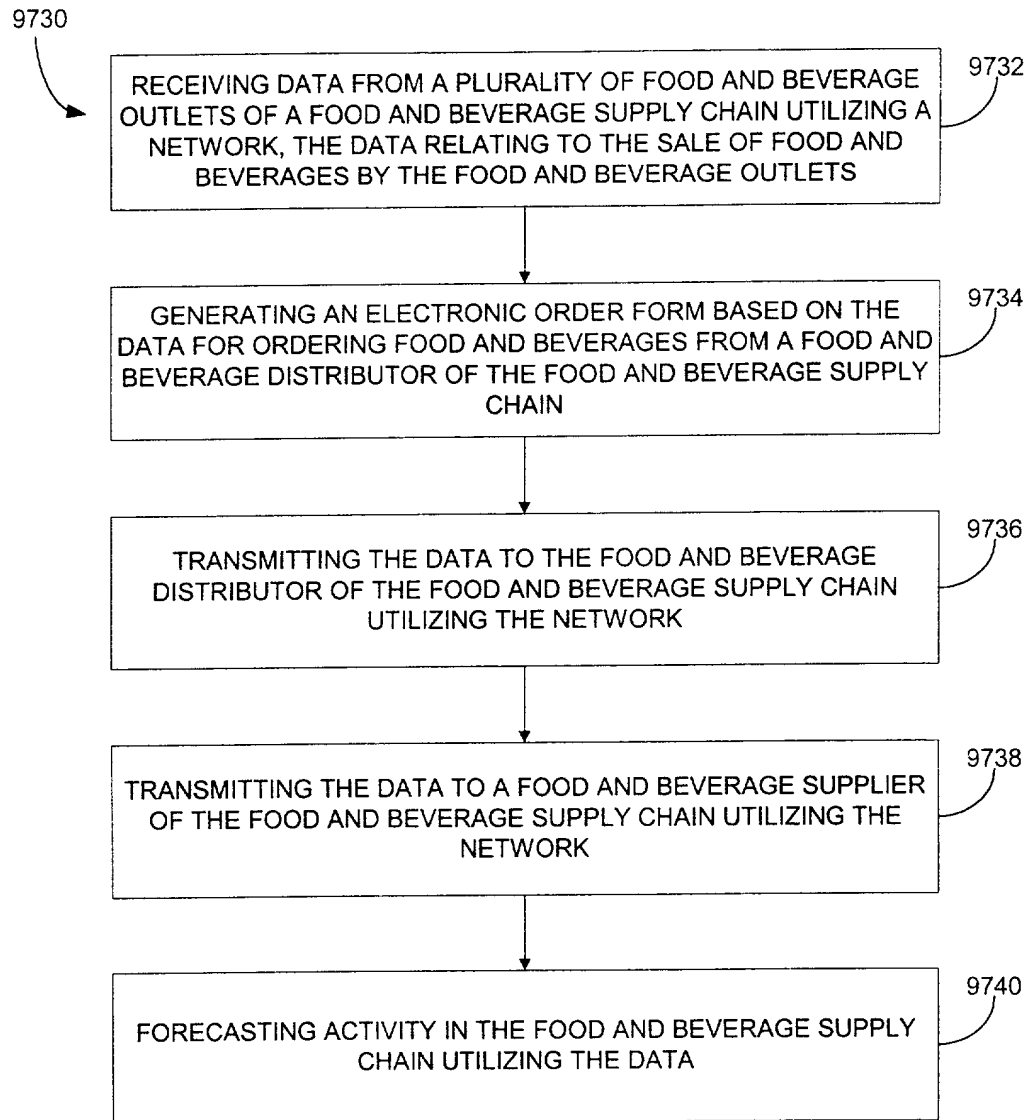 9730
RECEIVING DATA FROM A PLURALITY OF FOOD AND BEVERAGE
OUTLETS OF A FOOD AND BEVERAGE SUPPLY CHAIN UTILIZING A
NETWORK, THE DATA RELATING TO THE SALE OF FOOD AND
BEVERAGES BY THE FOOD AND BEVERAGE OUTLETS
9732
GENERATING AN ELECTRONIC ORDER FORM BASED ON THE
DATA FOR ORDERING FOOD AND BEVERAGES FROM A FOOD AND
BEVERAGE DISTRIBUTOR OF THE FOOD AND BEVERAGE SUPPLY
CHAIN
9734
TRANSMITTING THE DATA TO THE FOOD AND BEVERAGE
DISTRIBUTOR OF THE FOOD AND BEVERAGE SUPPLY CHAIN
UTILIZING THE NETWORK
9736
TRANSMITTING THE DATA TO A FOOD AND BEVERAGE SUPPLIER
OF THE FOOD AND BEVERAGE SUPPLY CHAIN UTILIZING THE
NETWORK
9738
FORECASTING ACTIVITY IN THE FOOD AND BEVERAGE SUPPLY
CHAIN UTILIZING THE DATA
9740